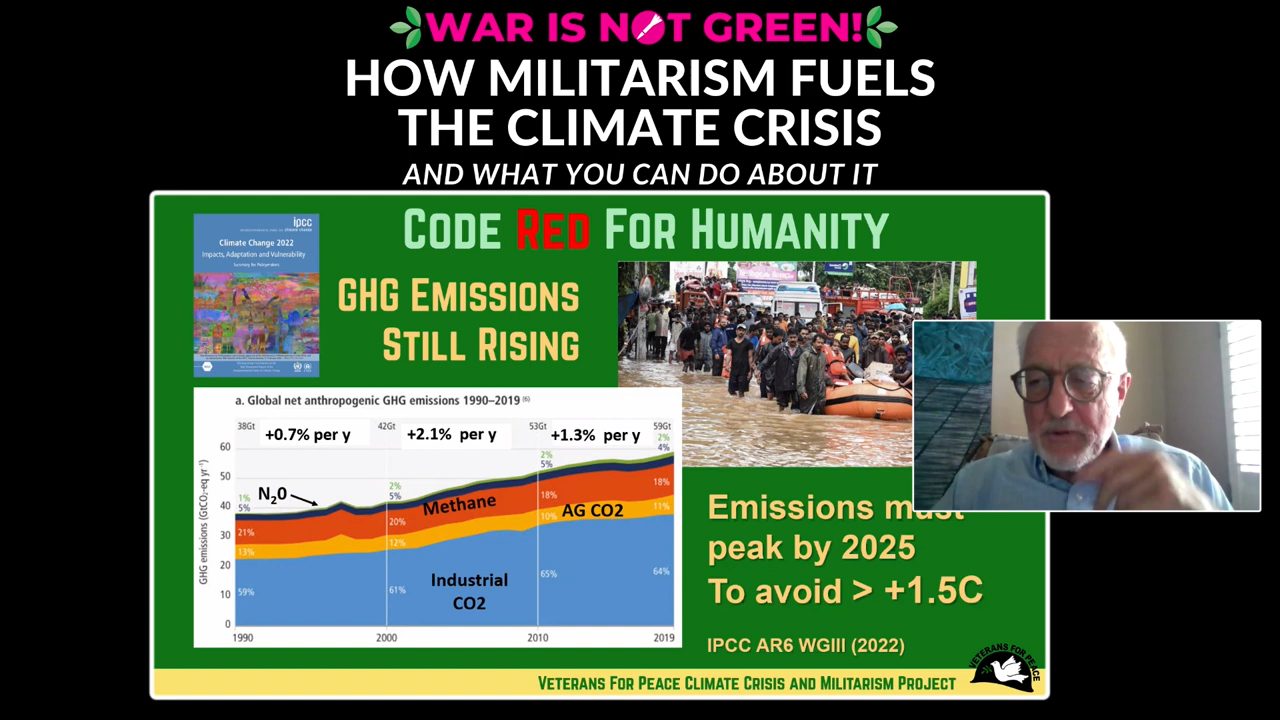 WAR IS NOT GREEN!
HOW MILITARISM FUELS
THE CLIMATE CRISIS
AND WHAT YOU CAN DO ABOUT IT
CODE RED FOR HUMANITY
ipcc
Climate Change 2022
Impacts, Adaptation and Vulnerability
Summary for Policymakers
GHG EMISSIONS
STILL RISING
a. Global net anthropogenic GHG emissions 1990–2019 (6)
38Gt +0.7% per y 42Gt +2.1% per y 53Gt +1.3% per y 59Gt
GHG emissions (GtCO2-eq yr-1)
60
50
40
30
20
10
0
1%
5%
21%
13%
59%
2%
5%
20%
12%
61%
2%
5%
18%
10%
65%
2%
4%
18%
11%
64%
N20
Methane
AG CO2
Industrial
CO2
1990 2000 2010 2019
Emissions must
peak by 2025
To avoid > +1.5C
IPCC AR6 WGIII (2022)
VETERANS FOR PEACE
VETERANS FOR PEACE CLIMATE CRISIS AND MILITARISM PROJECT